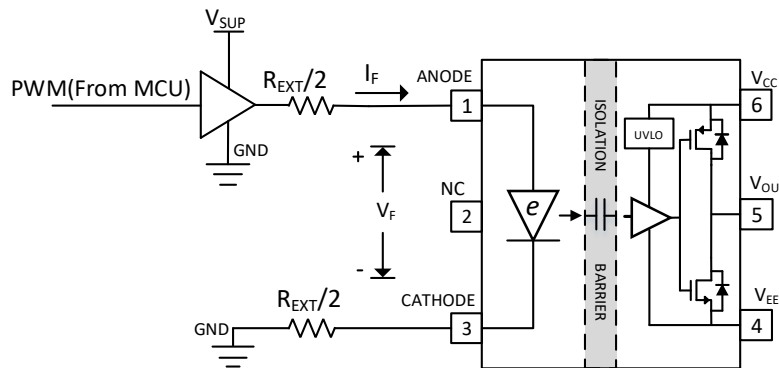 V_SUP
PWM(From MCU)
R_EXT/2
I_F
GND
+
V_F
-
GND
R_EXT/2
ANODE
1
NC
2
CATHODE
3
e
ISOLATION
BARRIER
UVLO
V_CC
6
V_OU
5
V_EE
4